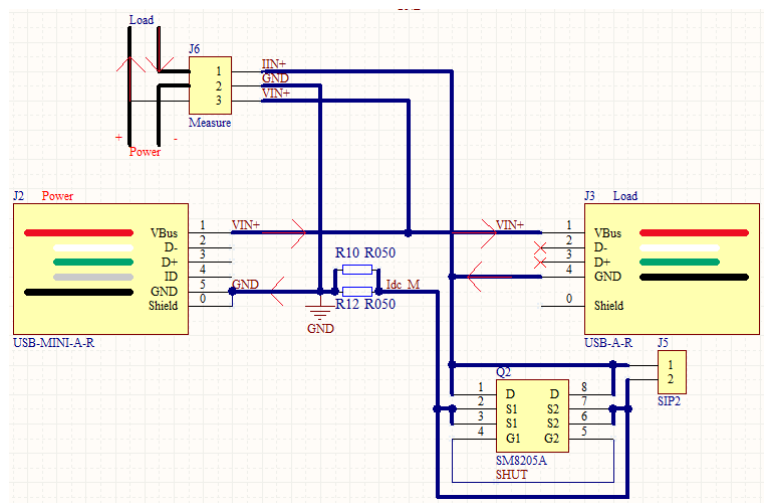 Load
J6
IIN+
1
GND
2
VIN+
3
Measure
+
-
Power
J2 Power
J3 Load
1 VIN+
VIN+ 1
VBus
VBus
2
2
D-
D-
3
R10 R050
3
D+
D+
4
4
ID
GND
5 GND
Idc_M
GND
0
0
Shield
R12 R050
Shield
GND
USB-MINI-A-R
USB-A-R
J5
Q2
1
1 D D 8
2
2 S1 S2 7
SIP2
3 S1 S2 6
4 G1 G2 5
SM8205A
SHUT